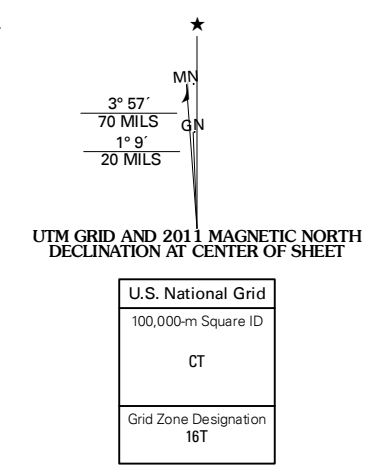 ★
MN
3° 57´
70 MILS
GN
1° 9´
20 MILS
UTM GRID AND 2011 MAGNETIC NORTH
DECLINATION AT CENTER OF SHEET
U.S. National Grid
100,000-m Square ID
CT
Grid Zone Designation
16T